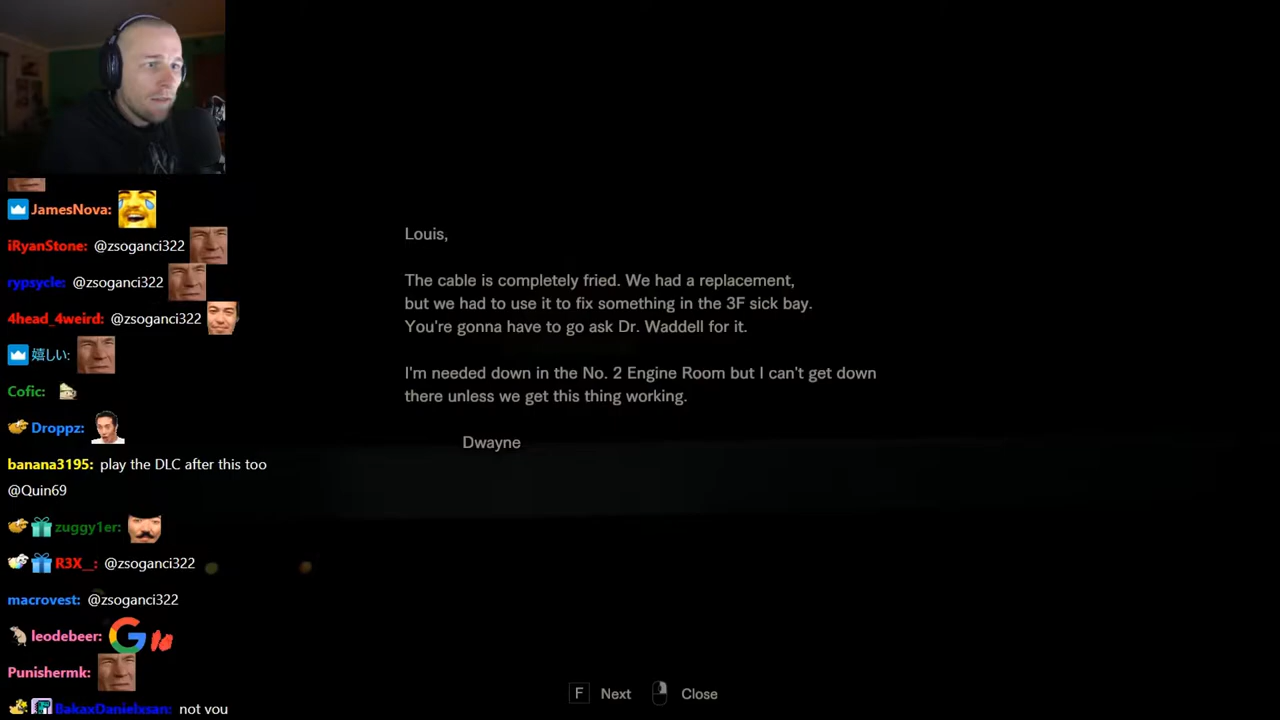 JamesNova:
iRyanStone: @zsoganci322
rypsycle: @zsoganci322
4head_4weird: @zsoganci322
嬉しい:
Cofic:
Droppz:
banana3195: play the DLC after this too
@Quin69
zuggy1er:
R3X__: @zsoganci322
macrovest: @zsoganci322
leodebeer:
Punishermk:
BakaxDanielxsan: not you
Louis,
The cable is completely fried. We had a replacement,
but we had to use it to fix something in the 3F sick bay.
You're gonna have to go ask Dr. Waddell for it.
I'm needed down in the No. 2 Engine Room but I can't get down
there unless we get this thing working.
Dwayne
F Next Close